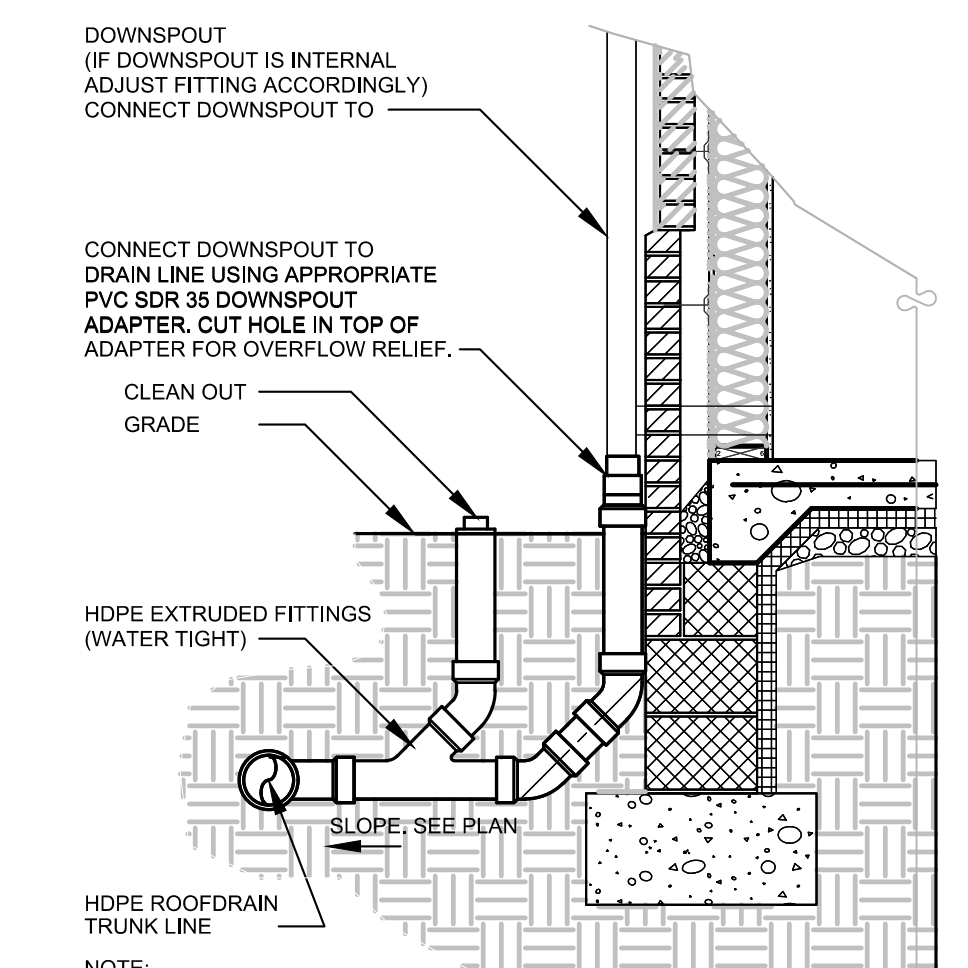 DOWNSPOUT
(IF DOWNSPOUT IS INTERNAL
ADJUST FITTING ACCORDINGLY)
CONNECT DOWNSPOUT TO
CONNECT DOWNSPOUT TO
DRAIN LINE USING APPROPRIATE
PVC SDR 35 DOWNSPOUT
ADAPTER. CUT HOLE IN TOP OF
ADAPTER FOR OVERFLOW RELIEF.
CLEAN OUT
GRADE
HDPE EXTRUDED FITTINGS
(WATER TIGHT)
SLOPE. SEE PLAN
HDPE ROOFDRAIN
TRUNK LINE
NOTE: